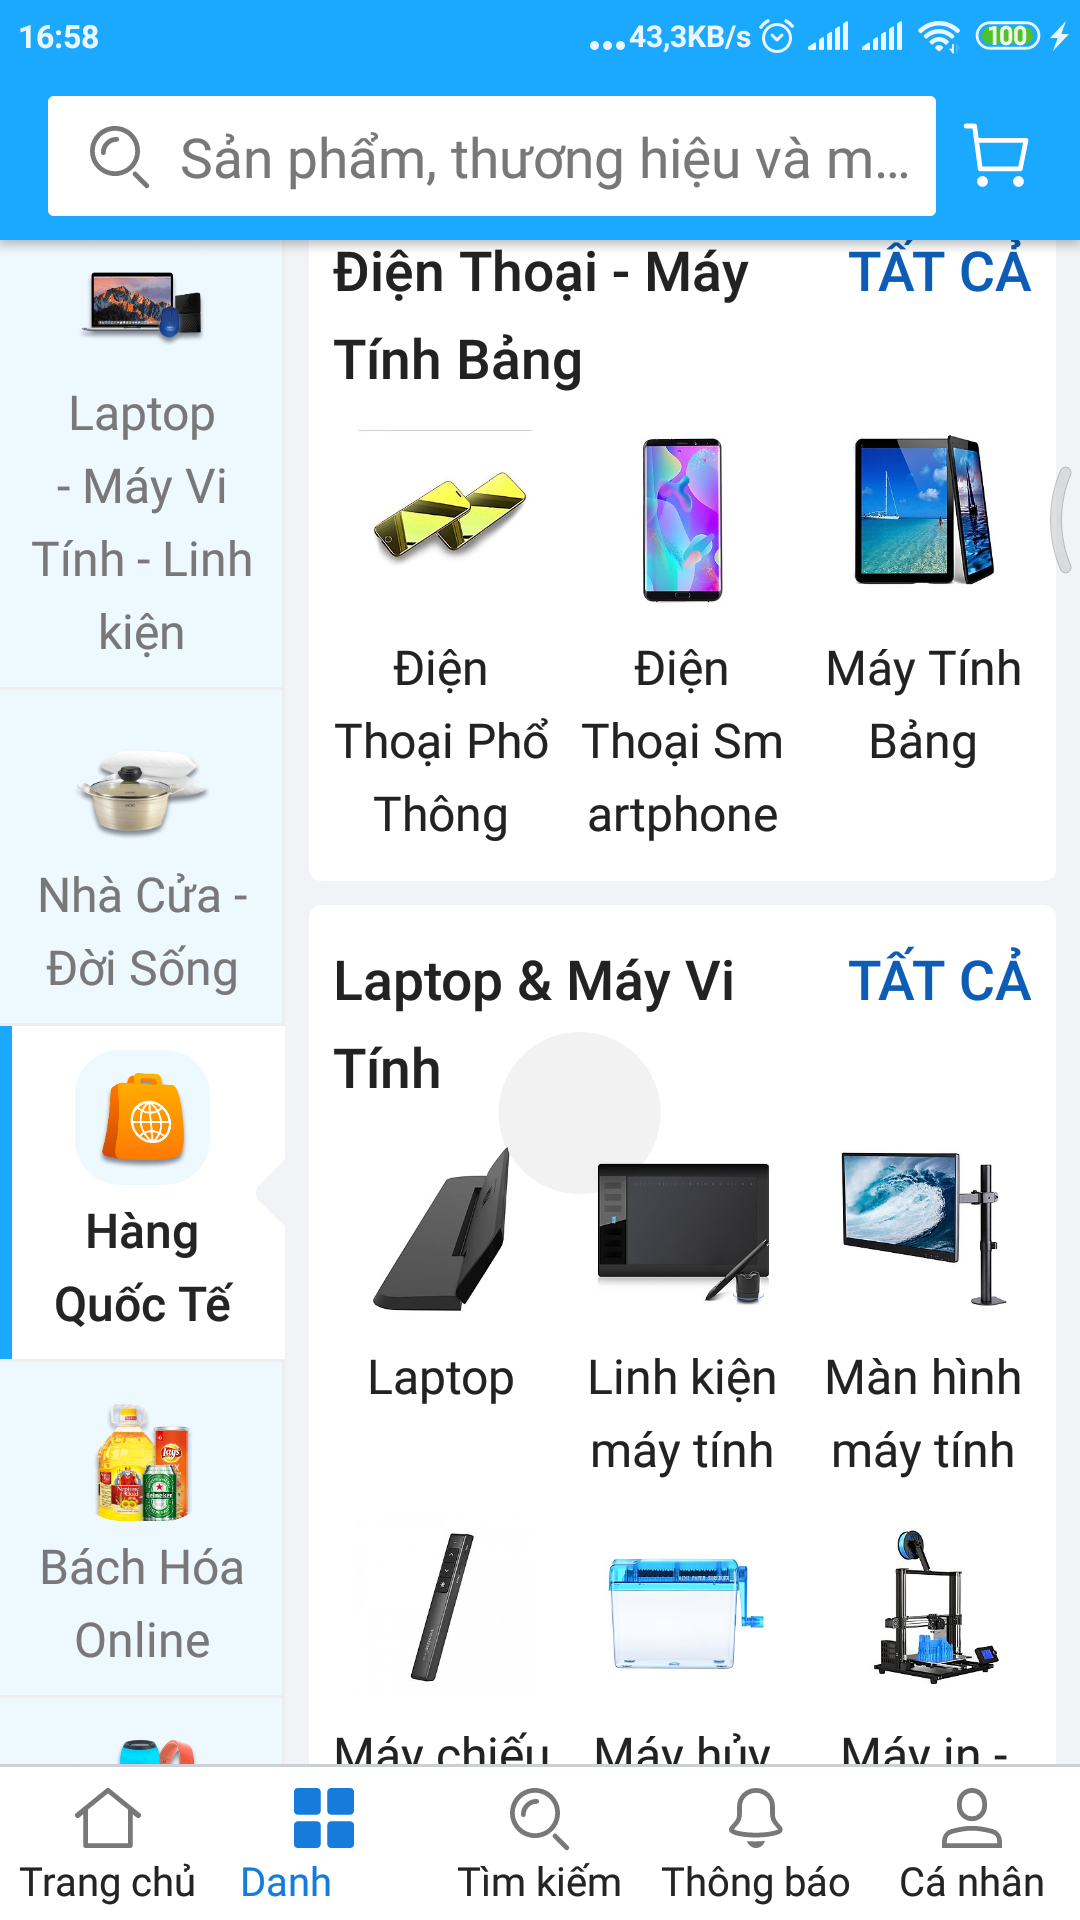 16:58
...43,3KB/s
100
Sản phẩm, thương hiệu và m...
Laptop
- Máy Vi
Tính - Linh
kiện
Nhà Cửa -
Đời Sống
Hàng
Quốc Tế
Bách Hóa
Online
Điện Thoại - Máy
Tính Bảng
TẤT CẢ
Điện
Thoại Phổ
Thông
Điện
Thoại Sm
artphone
Máy Tính
Bảng
Laptop & Máy Vi
Tính
TẤT CẢ
Laptop
Linh kiện
máy tính
Màn hình
máy tính
Máy chiếu
Máy hủy
Máy in -
Trang chủ
Danh
Tìm kiếm
Thông báo
Cá nhân